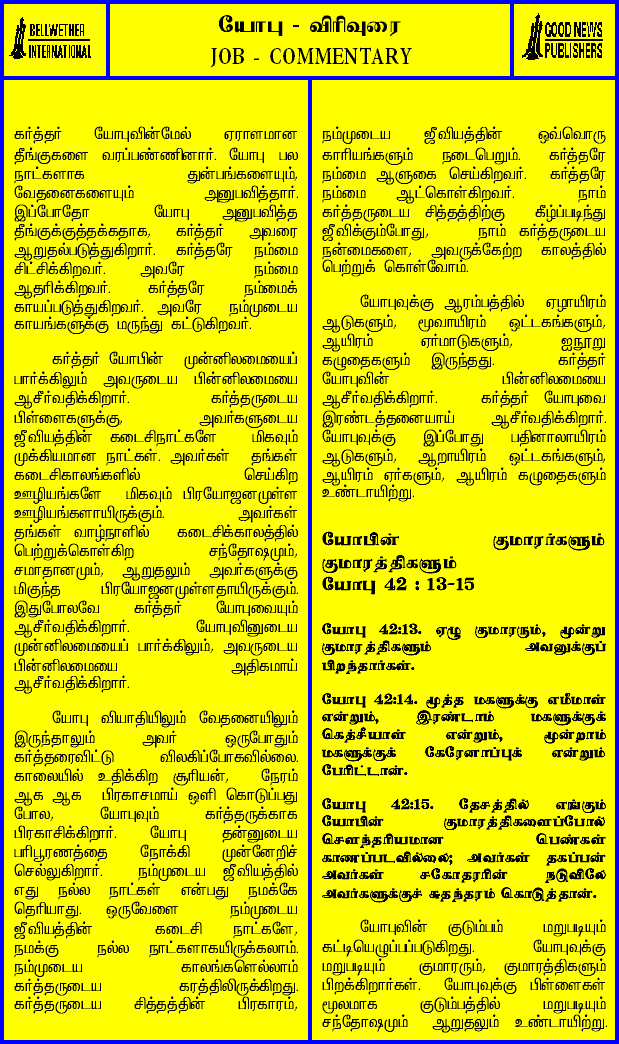 BELLWETHER
INTERNATIONAL
யோபு - விரிவுரை
JOB - COMMENTARY
GOOD NEWS
PUBLISHERS
கர்த்தர் யோபுவின்மேல் ஏராளமான
தீங்குகளை வரப்பண்ணினார். யோபு பல
நாட்களாக துன்பங்களையும்,
வேதனைகளையும் அனுபவித்தார்.
இப்போதோ யோபு அனுபவித்த
தீங்குக்குத்தக்கதாக, கர்த்தர் அவரை
ஆறுதல்படுத்துகிறார். கர்த்தரே நம்மை
சிட்சிக்கிறவர். அவரே நம்மை
ஆதரிக்கிறவர். கர்த்தரே நம்மைக்
காயப்படுத்துகிறவர். அவரே நம்முடைய
காயங்களுக்கு மருந்து கட்டுகிறவர்.
கர்த்தர் யோபின் முன்னிலமையைப்
பார்க்கிலும் அவருடைய பின்னிலமையை
ஆசீர்வதிக்கிறார். கர்த்தருடைய
பிள்ளைகளுக்கு, அவர்களுடைய
ஜீவியத்தின் கடைசிநாட்களே மிகவும்
முக்கியமான நாட்கள். அவர்கள் தங்கள்
கடைசிகாலங்களில் செய்கிற
ஊழியங்களே மிகவும் பிரயோஜனமுள்ள
ஊழியங்களாயிருக்கும். அவர்கள்
தங்கள் வாழ்நாளில் கடைசிக்காலத்தில்
பெற்றுக்கொள்கிற சந்தோஷமும்,
சமாதானமும், ஆறுதலும் அவர்களுக்கு
மிகுந்த பிரயோஜனமுள்ளதாயிருக்கும்.
இதுபோலவே கர்த்தர் யோபுவையும்
ஆசீர்வதிக்கிறார். யோபுவினுடைய
முன்னிலமையைப் பார்க்கிலும், அவருடைய
பின்னிலமையை அதிகமாய்
ஆசீர்வதிக்கிறார்.
யோபு வியாதியிலும் வேதனையிலும்
இருந்தாலும் அவர் ஒருபோதும்
கர்த்தரைவிட்டு விலகிப்போகவில்லை.
காலையில் உதிக்கிற சூரியன், நேரம்
ஆக ஆக பிரகாசமாய் ஒளி கொடுப்பது
போல, யோபுவும் கர்த்தருக்காக
பிரகாசிக்கிறார். யோபு தன்னுடைய
பரிபூரணத்தை நோக்கி முன்னேறிச்
செல்லுகிறார். நம்முடைய ஜீவியத்தில்
எது நல்ல நாட்கள் என்பது நமக்கே
தெரியாது. ஒருவேளை நம்முடைய
ஜீவியத்தின் கடைசி நாட்களே,
நமக்கு நல்ல நாட்களாகயிருக்கலாம்.
நம்முடைய காலங்களெல்லாம்
கர்த்தருடைய கரத்திலிருக்கிறது.
கர்த்தருடைய சித்தத்தின் பிரகாரம்,
நம்முடைய ஜீவியத்தின் ஒவ்வொரு
காரியங்களும் நடைபெறும். கர்த்தரே
நம்மை ஆளுகை செய்கிறவர். கர்த்தரே
நம்மை ஆட்கொள்கிறவர். நாம்
கர்த்தருடைய சித்தத்திற்கு கீழ்ப்படிந்து
ஜீவிக்கும்போது, நாம் கர்த்தருடைய
நன்மைகளை, அவருக்கேற்ற காலத்தில்
பெற்றுக் கொள்வோம்.
யோபுவுக்கு ஆரம்பத்தில் ஏழாயிரம்
ஆடுகளும், மூவாயிரம் ஒட்டகங்களும்,
ஆயிரம் ஏர்மாடுகளும், ஐநூறு
கழுதைகளும் இருந்தது. கர்த்தர்
யோபுவின் பின்னிலமையை
ஆசீர்வதிக்கிறார். கர்த்தர் யோபுவை
இரண்டத்தனையாய் ஆசீர்வதிக்கிறார்.
யோபுவுக்கு இப்போது பதினாலாயிரம்
ஆடுகளும், ஆறாயிரம் ஒட்டகங்களும்,
ஆயிரம் ஏர்களும், ஆயிரம் கழுதைகளும்
உண்டாயிற்று.
யோபின் குமாரர்களும்
குமாரத்திகளும்
யோபு 42 : 13-15
யோபு 42:13. ஏழு குமாரரும், மூன்று
குமாரத்திகளும் அவனுக்குப்
பிறந்தார்கள்.
யோபு 42:14. மூத்த மகளுக்கு எமீமாள்
என்றும், இரண்டாம் மகளுக்குக்
கெத்சீயாள் என்றும், மூன்றாம்
மகளுக்குக் கேரேனாப்புக் என்றும்
பேரிட்டான்.
யோபு 42:15. தேசத்தில் எங்கும்
யோபின் குமாரத்திகளைப்போல்
சௌந்தரியமான பெண்கள்
காணப்படவில்லை; அவர்கள் தகப்பன்
அவர்கள் சகோதரரின் நடுவிலே
அவர்களுக்குச் சுதந்தரம் கொடுத்தான்.
யோபுவின் குடும்பம் மறுபடியும்
கட்டியெழுப்பப்படுகிறது. யோபுவுக்கு
மறுபடியும் குமாரரும், குமாரத்திகளும்
பிறக்கிறார்கள். யோபுவுக்கு பிள்ளைகள்
மூலமாக குடும்பத்தில் மறுபடியும்
சந்தோஷமும் ஆறுதலும் உண்டாயிற்று.